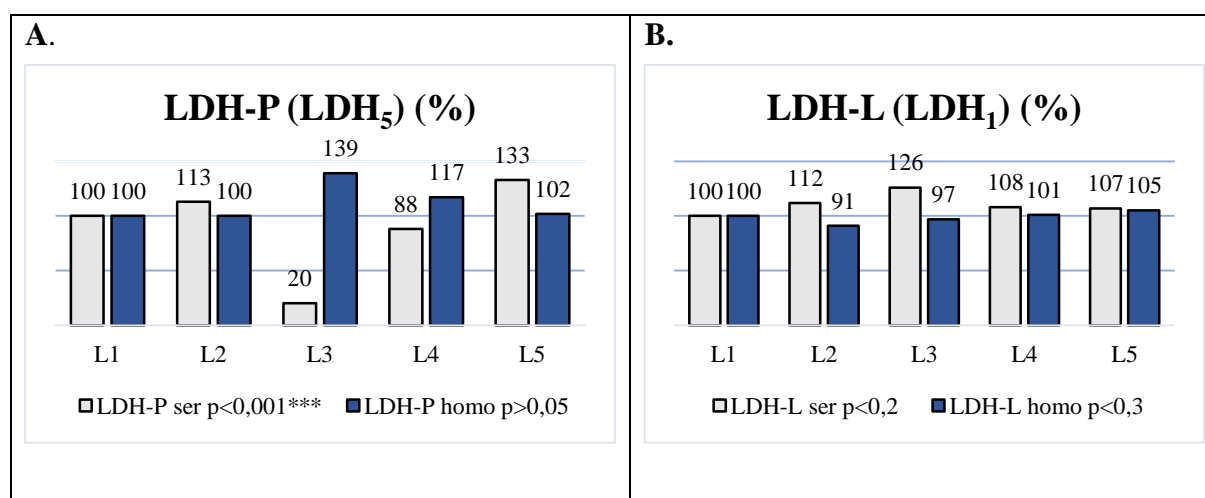 A.
LDH-P (LDH₅) (%)
100 100 113 100 20 139 88 117 133 102
L1 L2 L3 L4 L5
LDH-P ser p<0,001*** LDH-P homo p>0,05
B.
LDH-L (LDH₁) (%)
100 100 112 91 126 97 108 101 107 105
L1 L2 L3 L4 L5
LDH-L ser p<0,2 LDH-L homo p<0,3